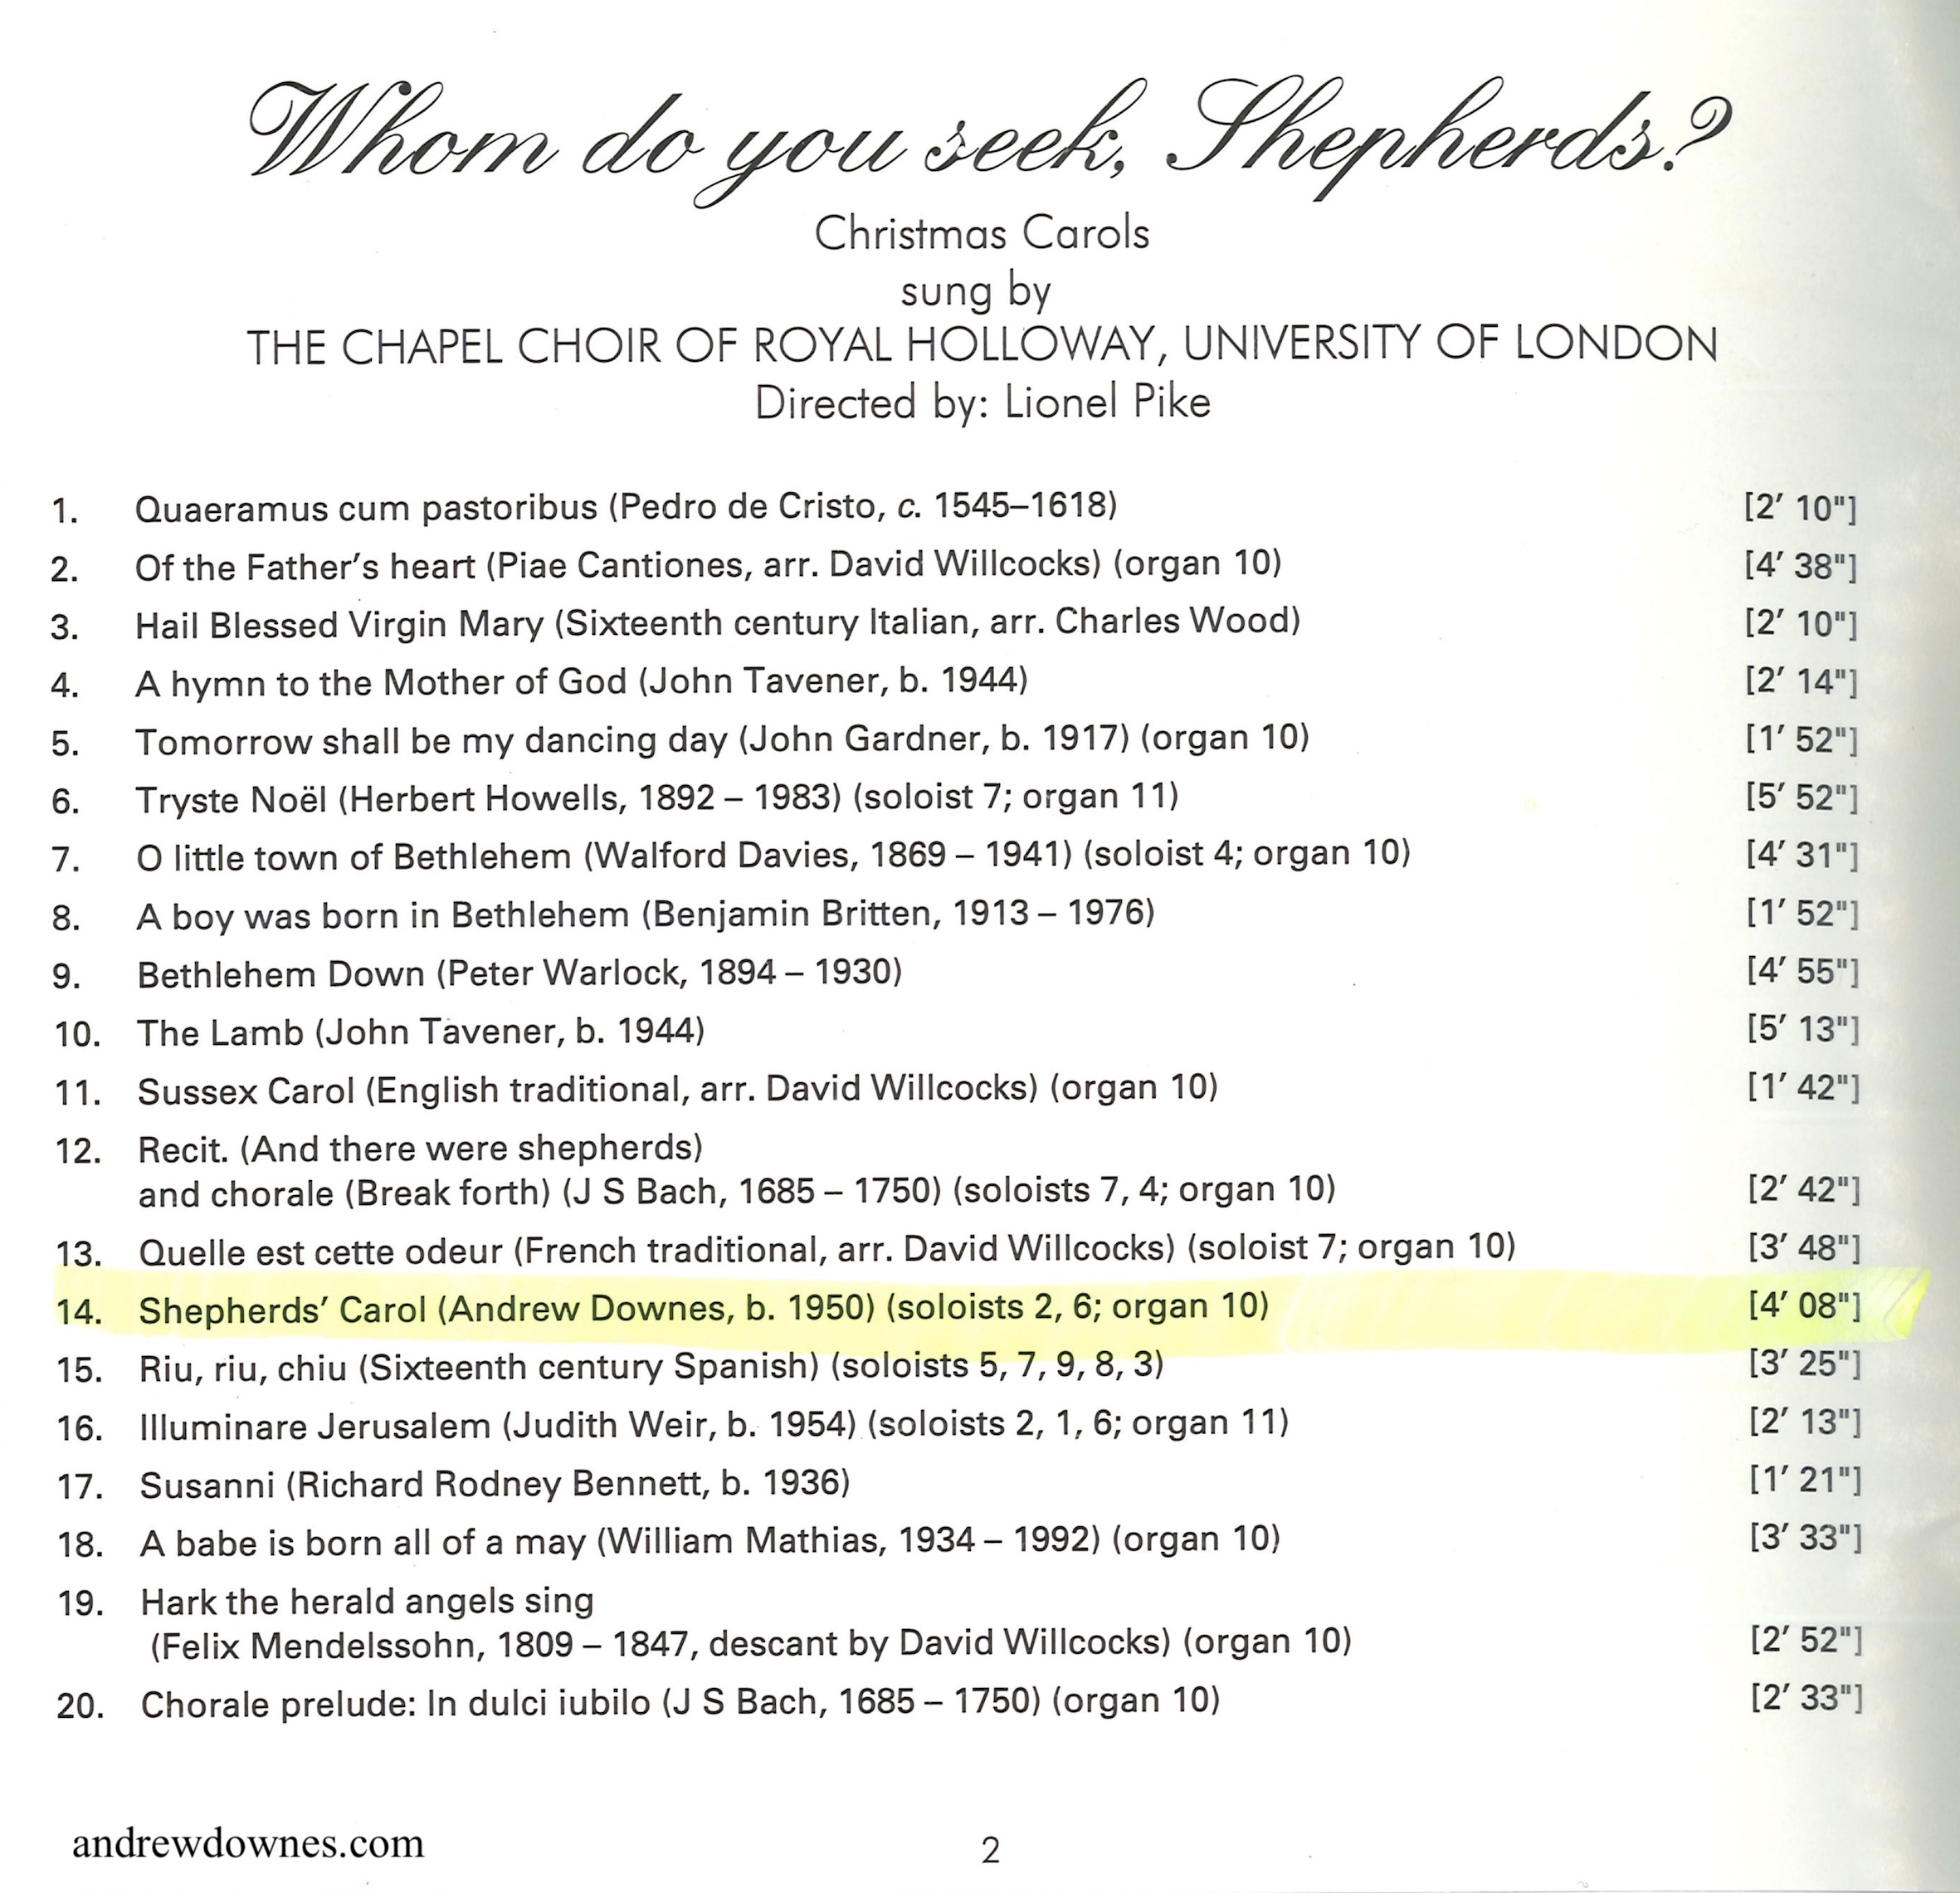 Whom do you seek, Shepherds?
Christmas Carols
sung by
THE CHAPEL CHOIR OF ROYAL HOLLOWAY, UNIVERSITY OF LONDON
Directed by: Lionel Pike
1. Quaeramus cum pastoribus (Pedro de Cristo, c. 1545–1618) [2′ 10"]
2. Of the Father's heart (Piae Cantiones, arr. David Willcocks) (organ 10) [4′ 38"]
3. Hail Blessed Virgin Mary (Sixteenth century Italian, arr. Charles Wood) [2′ 10"]
4. A hymn to the Mother of God (John Tavener, b. 1944) [2′ 14"]
5. Tomorrow shall be my dancing day (John Gardner, b. 1917) (organ 10) [1′ 52"]
6. Tryste Noël (Herbert Howells, 1892 – 1983) (soloist 7; organ 11) [5′ 52"]
7. O little town of Bethlehem (Walford Davies, 1869 – 1941) (soloist 4; organ 10) [4′ 31"]
8. A boy was born in Bethlehem (Benjamin Britten, 1913 – 1976) [1′ 52"]
9. Bethlehem Down (Peter Warlock, 1894 – 1930) [4′ 55"]
10. The Lamb (John Tavener, b. 1944) [5′ 13"]
11. Sussex Carol (English traditional, arr. David Willcocks) (organ 10) [1′ 42"]
12. Recit. (And there were shepherds)
and chorale (Break forth) (J S Bach, 1685 – 1750) (soloists 7, 4; organ 10) [2′ 42"]
13. Quelle est cette odeur (French traditional, arr. David Willcocks) (soloist 7; organ 10) [3′ 48"]
14. Shepherds' Carol (Andrew Downes, b. 1950) (soloists 2, 6; organ 10) [4′ 08"]
15. Riu, riu, chiu (Sixteenth century Spanish) (soloists 5, 7, 9, 8, 3) [3′ 25"]
16. Illuminare Jerusalem (Judith Weir, b. 1954) (soloists 2, 1, 6; organ 11) [2′ 13"]
17. Susanni (Richard Rodney Bennett, b. 1936) [1′ 21"]
18. A babe is born all of a may (William Mathias, 1934 – 1992) (organ 10) [3′ 33"]
19. Hark the herald angels sing
(Felix Mendelssohn, 1809 – 1847, descant by David Willcocks) (organ 10) [2′ 52"]
20. Chorale prelude: In dulci iubilo (J S Bach, 1685 – 1750) (organ 10) [2′ 33"]
andrewdownes.com 2